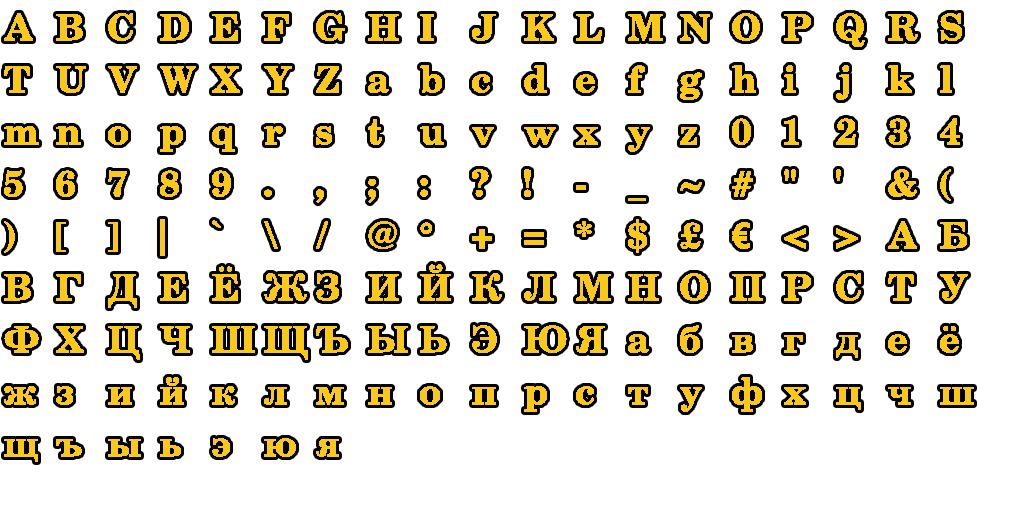 A B C D E F G H I J K L M N O P Q R S
T U V W X Y Z a b c d e f g h i j k l
m n o p q r s t u v w x y z 0 1 2 3 4
5 6 7 8 9 . , ; : ? ! - _ ~ # " ' & (
) [ ] | ` \ / @ ° + = * $ £ € < > А Б
В Г Д Е Ё Ж З И Й К Л М Н О П Р С Т У
Ф Х Ц Ч Ш Щ Ъ Ы Ь Э Ю Я а б в г д е ё
ж з и й к л м н о п р с т у ф х ц ч ш
щ ъ ы ь э ю я